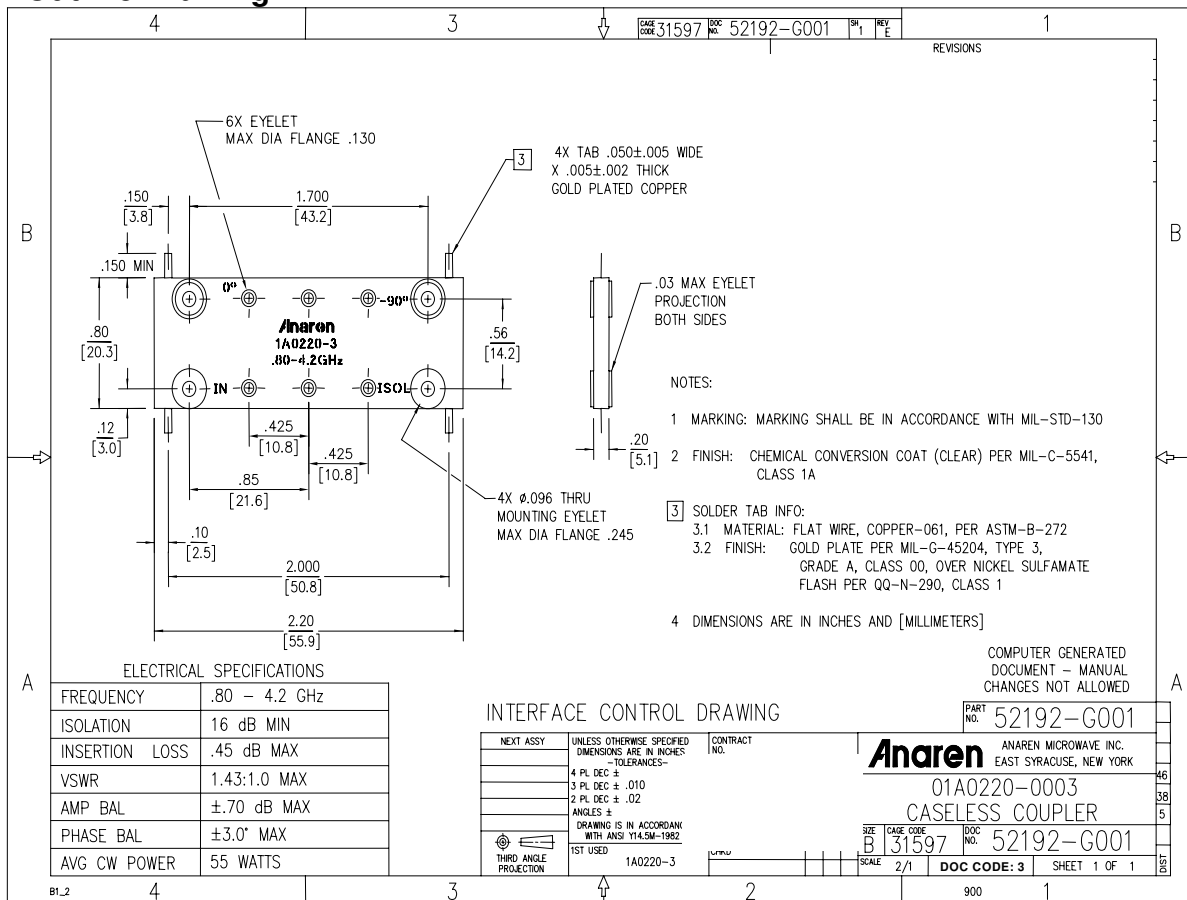 4 3 1
CAGE CODE 31597 DOC NO. 52192-G001 SH 1 REV E
REVISIONS
6X EYELET
MAX DIA FLANGE .130
3
4X TAB .050±.005 WIDE
X .005±.002 THICK
GOLD PLATED COPPER
.150
[3.8]
1.700
[43.2]
B B
.150 MIN
.03 MAX EYELET
PROJECTION
BOTH SIDES
0° -90°
Anaren
1A0220-3
.80-4.2GHz
IN ISOL
.80
[20.3]
.56
[14.2]
.12
[3.0]
.425
[10.8]
.425
[10.8]
.85
[21.6]
.20
[5.1]
4X ø.096 THRU
MOUNTING EYELET
MAX DIA FLANGE .245
.10
[2.5]
2.000
[50.8]
2.20
[55.9]
NOTES:
1 MARKING: MARKING SHALL BE IN ACCORDANCE WITH MIL-STD-130
2 FINISH: CHEMICAL CONVERSION COAT (CLEAR) PER MIL-C-5541,
CLASS 1A
3 SOLDER TAB INFO:
3.1 MATERIAL: FLAT WIRE, COPPER-061, PER ASTM-B-272
3.2 FINISH: GOLD PLATE PER MIL-G-45204, TYPE 3,
GRADE A, CLASS 00, OVER NICKEL SULFAMATE
FLASH PER QQ-N-290, CLASS 1
4 DIMENSIONS ARE IN INCHES AND [MILLIMETERS]
COMPUTER GENERATED
DOCUMENT - MANUAL
CHANGES NOT ALLOWED
A A
ELECTRICAL SPECIFICATIONS
FREQUENCY .80 - 4.2 GHz
ISOLATION 16 dB MIN
INSERTION LOSS .45 dB MAX
VSWR 1.43:1.0 MAX
AMP BAL ±.70 dB MAX
PHASE BAL ±3.0° MAX
AVG CW POWER 55 WATTS
INTERFACE CONTROL DRAWING
PART NO. 52192-G001
NEXT ASSY
UNLESS OTHERWISE SPECIFIED
DIMENSIONS ARE IN INCHES
-TOLERANCES-
4 PL DEC ±
3 PL DEC ± .010
2 PL DEC ± .02
ANGLES ±
DRAWING IS IN ACCORDANC
WITH ANSI Y14.5M-1982
1ST USED
1A0220-3
THIRD ANGLE
PROJECTION
CONTRACT
NO.
Anaren
ANAREN MICROWAVE INC.
EAST SYRACUSE, NEW YORK
01A0220-0003
CASELESS COUPLER
SIZE B CAGE CODE 31597 DOC NO. 52192-G001
SCALE 2/1 DOC CODE: 3 SHEET 1 OF 1
46
38
5
DIST
B1_2 4 3 2 900 1